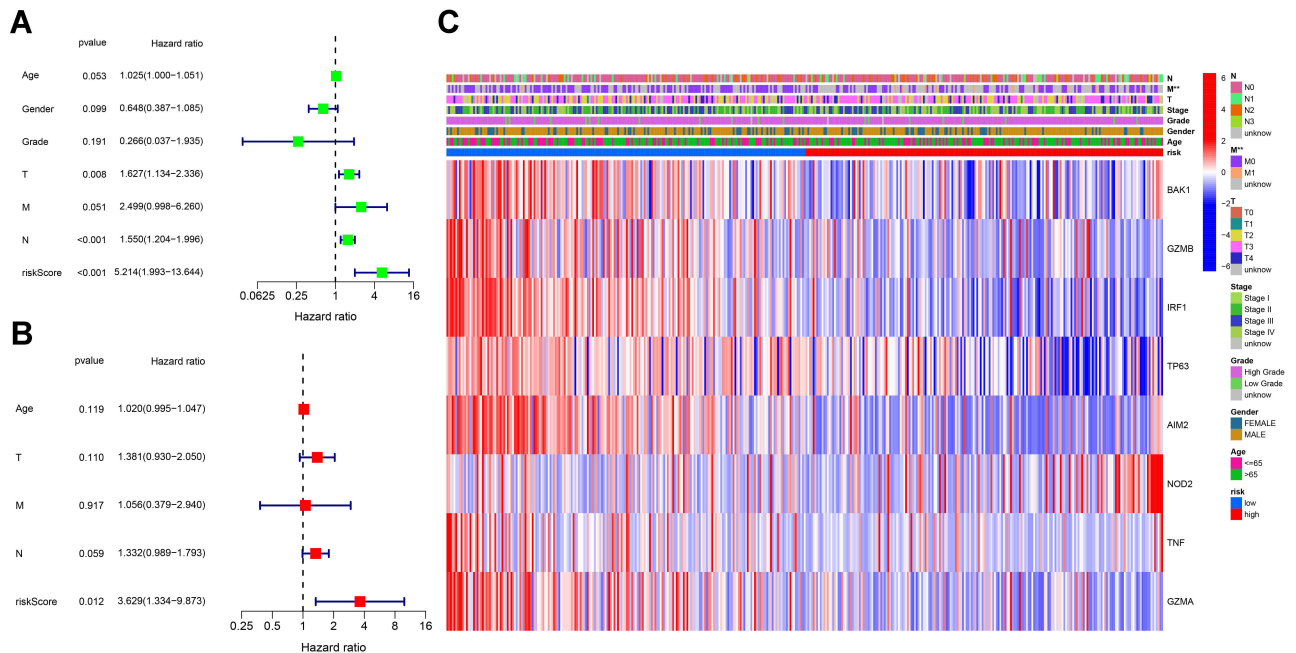 A
pvalue Hazard ratio
Age 0.053 1.025(1.000−1.051)
Gender 0.099 0.648(0.387−1.085)
Grade 0.191 0.266(0.037−1.935)
T 0.008 1.627(1.134−2.336)
M 0.051 2.499(0.998−6.260)
N <0.001 1.550(1.204−1.996)
riskScore <0.001 5.214(1.993−13.644)
0.0625 0.25 1 4 16
Hazard ratio
B
pvalue Hazard ratio
Age 0.119 1.020(0.995−1.047)
T 0.110 1.381(0.930−2.050)
M 0.917 1.056(0.379−2.940)
N 0.059 1.332(0.989−1.793)
riskScore 0.012 3.629(1.334−9.873)
0.25 0.5 1 2 4 8 16
Hazard ratio
C
N
M**
T
Stage
Grade
Gender
Age
risk
BAK1
GZMB
IRF1
TP63
AIM2
NOD2
TNF
GZMA
6
4
2
0
−2
−4
−6
N
N0
N1
N2
N3
unknow
M**
M0
M1
unknow
T
T0
T1
T2
T3
T4
unknow
Stage
Stage I
Stage II
Stage III
Stage IV
unknow
Grade
High Grade
Low Grade
unknow
Gender
FEMALE
MALE
Age
<=65
>65
risk
low
high